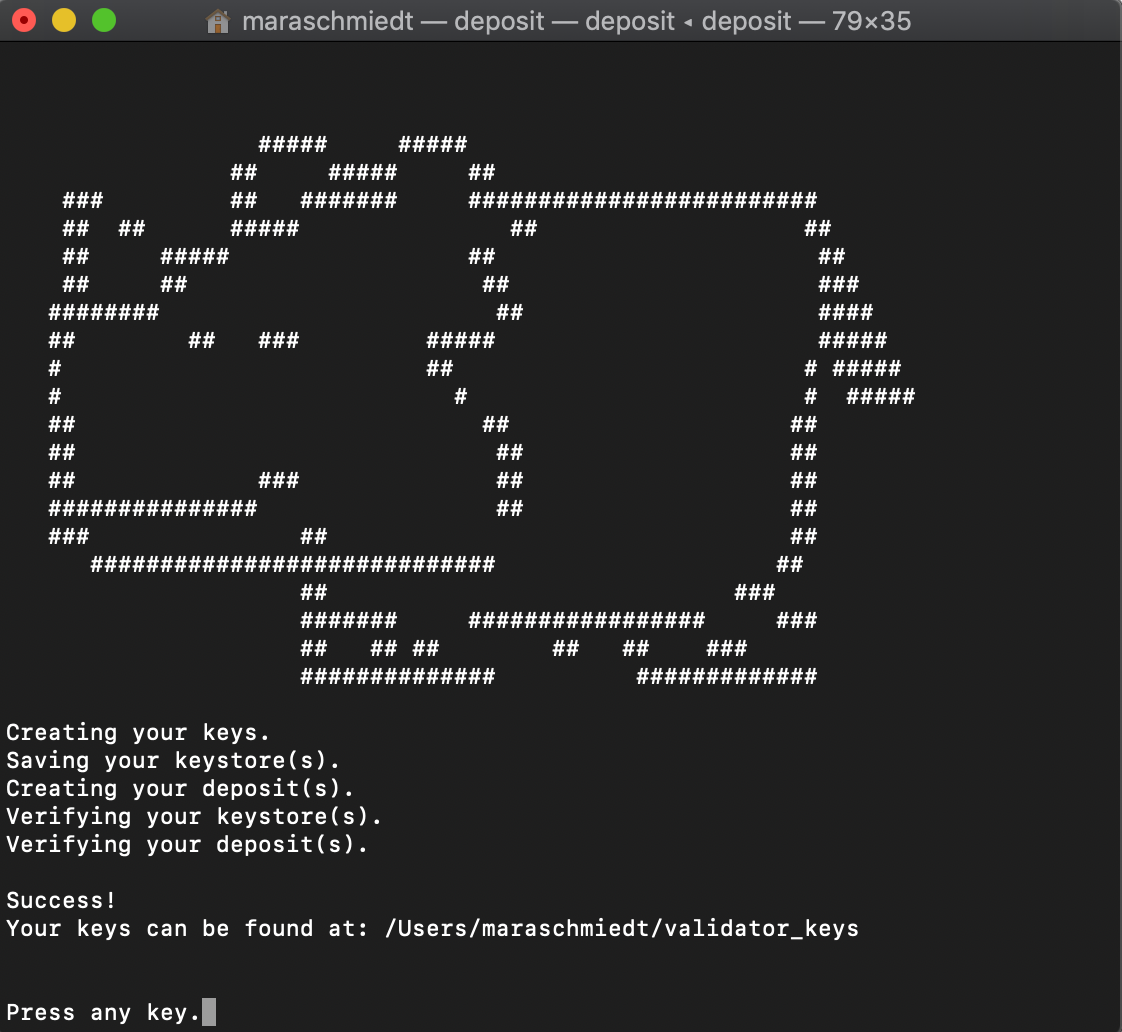 maraschmiedt — deposit — deposit ◂ deposit — 79×35
                  #####     #####
                ##     #####     ##
    ###         ##   #######     #########################
    ##  ##      #####               ##                   ##
    ##     #####                 ##                       ##
    ##     ##                     ##                      ###
   ########                        ##                     ####
   ##        ##   ###         #####                       #####
   #                          ##                         # #####
   #                            #                        #  #####
   ##                             ##                    ##
   ##                              ##                   ##
   ##             ###              ##                   ##
   ###############                 ##                   ##
   ###               ##                                 ##
      #############################                    ##
                     ##                             ###
                     #######     #################     ###
                     ##   ## ##        ##   ##    ###
                     ##############          #############
Creating your keys.
Saving your keystore(s).
Creating your deposit(s).
Verifying your keystore(s).
Verifying your deposit(s).
Success!
Your keys can be found at: /Users/maraschmiedt/validator_keys
Press any key.